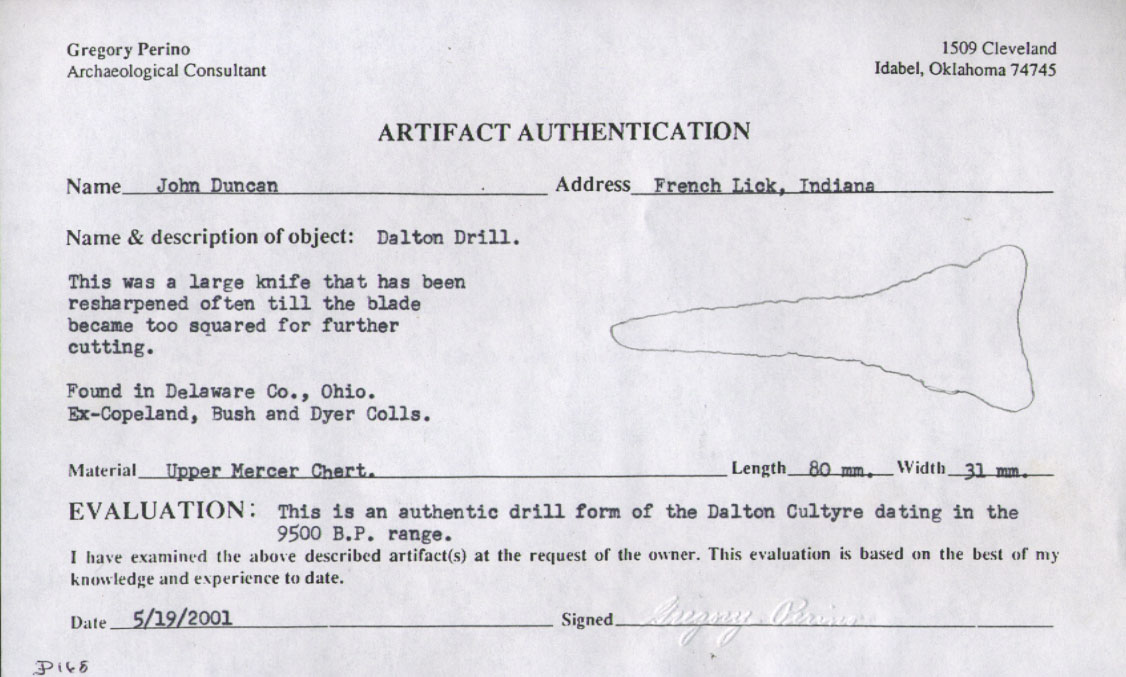 Gregory Perino
Archaeological Consultant
1509 Cleveland
Idabel, Oklahoma 74745
ARTIFACT AUTHENTICATION
Name John Duncan Address French Lick, Indiana
Name & description of object: Dalton Drill.
This was a large knife that has been
resharpened often till the blade
became too squared for further
cutting.
Found in Delaware Co., Ohio.
Ex-Copeland, Bush and Dyer Colls.
Material Upper Mercer Chert. Length 80 mm. Width 31 mm.
EVALUATION: This is an authentic drill form of the Dalton Cultyre dating in the
9500 B.P. range.
I have examined the above described artifact(s) at the request of the owner. This evaluation is based on the best of my
knowledge and experience to date.
Date 5/19/2001 Signed Gregory Perino
P168